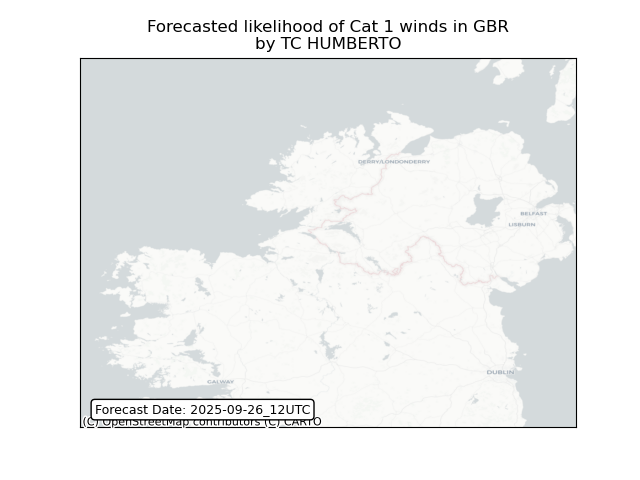 Forecasted likelihood of Cat 1 winds in GBR
by TC HUMBERTO
DERRY/LONDONDERRY
BELFAST
LISBURN
DUBLIN
GALWAY
Forecast Date: 2025-09-26_12UTC
(C) OpenStreetMap contributors (C) CARTO